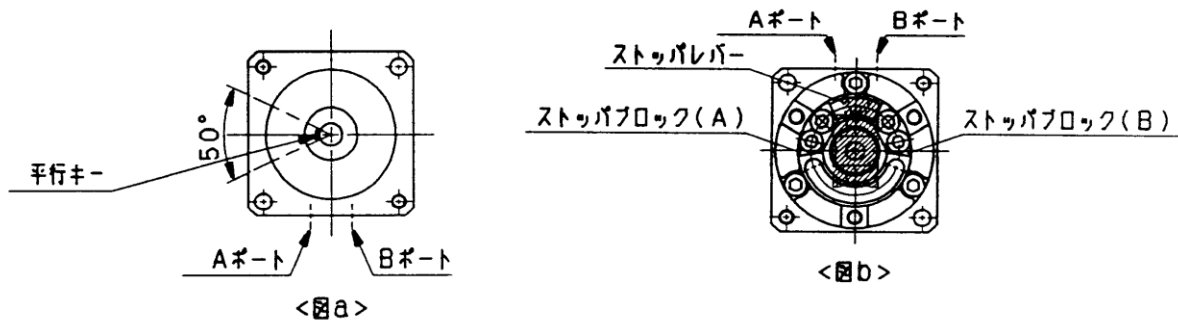 50°
平行キー
Aポート
Bポート
<図a>
Aポート
Bポート
ストッパレバー
ストッパブロック(A)
ストッパブロック(B)
<図b>